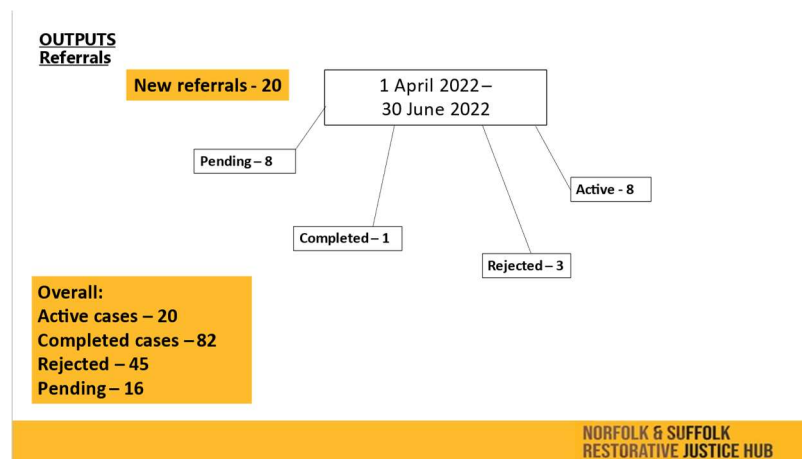 OUTPUTS
Referrals
New referrals - 20
1 April 2022 –
30 June 2022
Pending – 8
Active - 8
Completed – 1
Rejected – 3
Overall:
Active cases – 20
Completed cases – 82
Rejected – 45
Pending – 16
NORFOLK & SUFFOLK
RESTORATIVE JUSTICE HUB